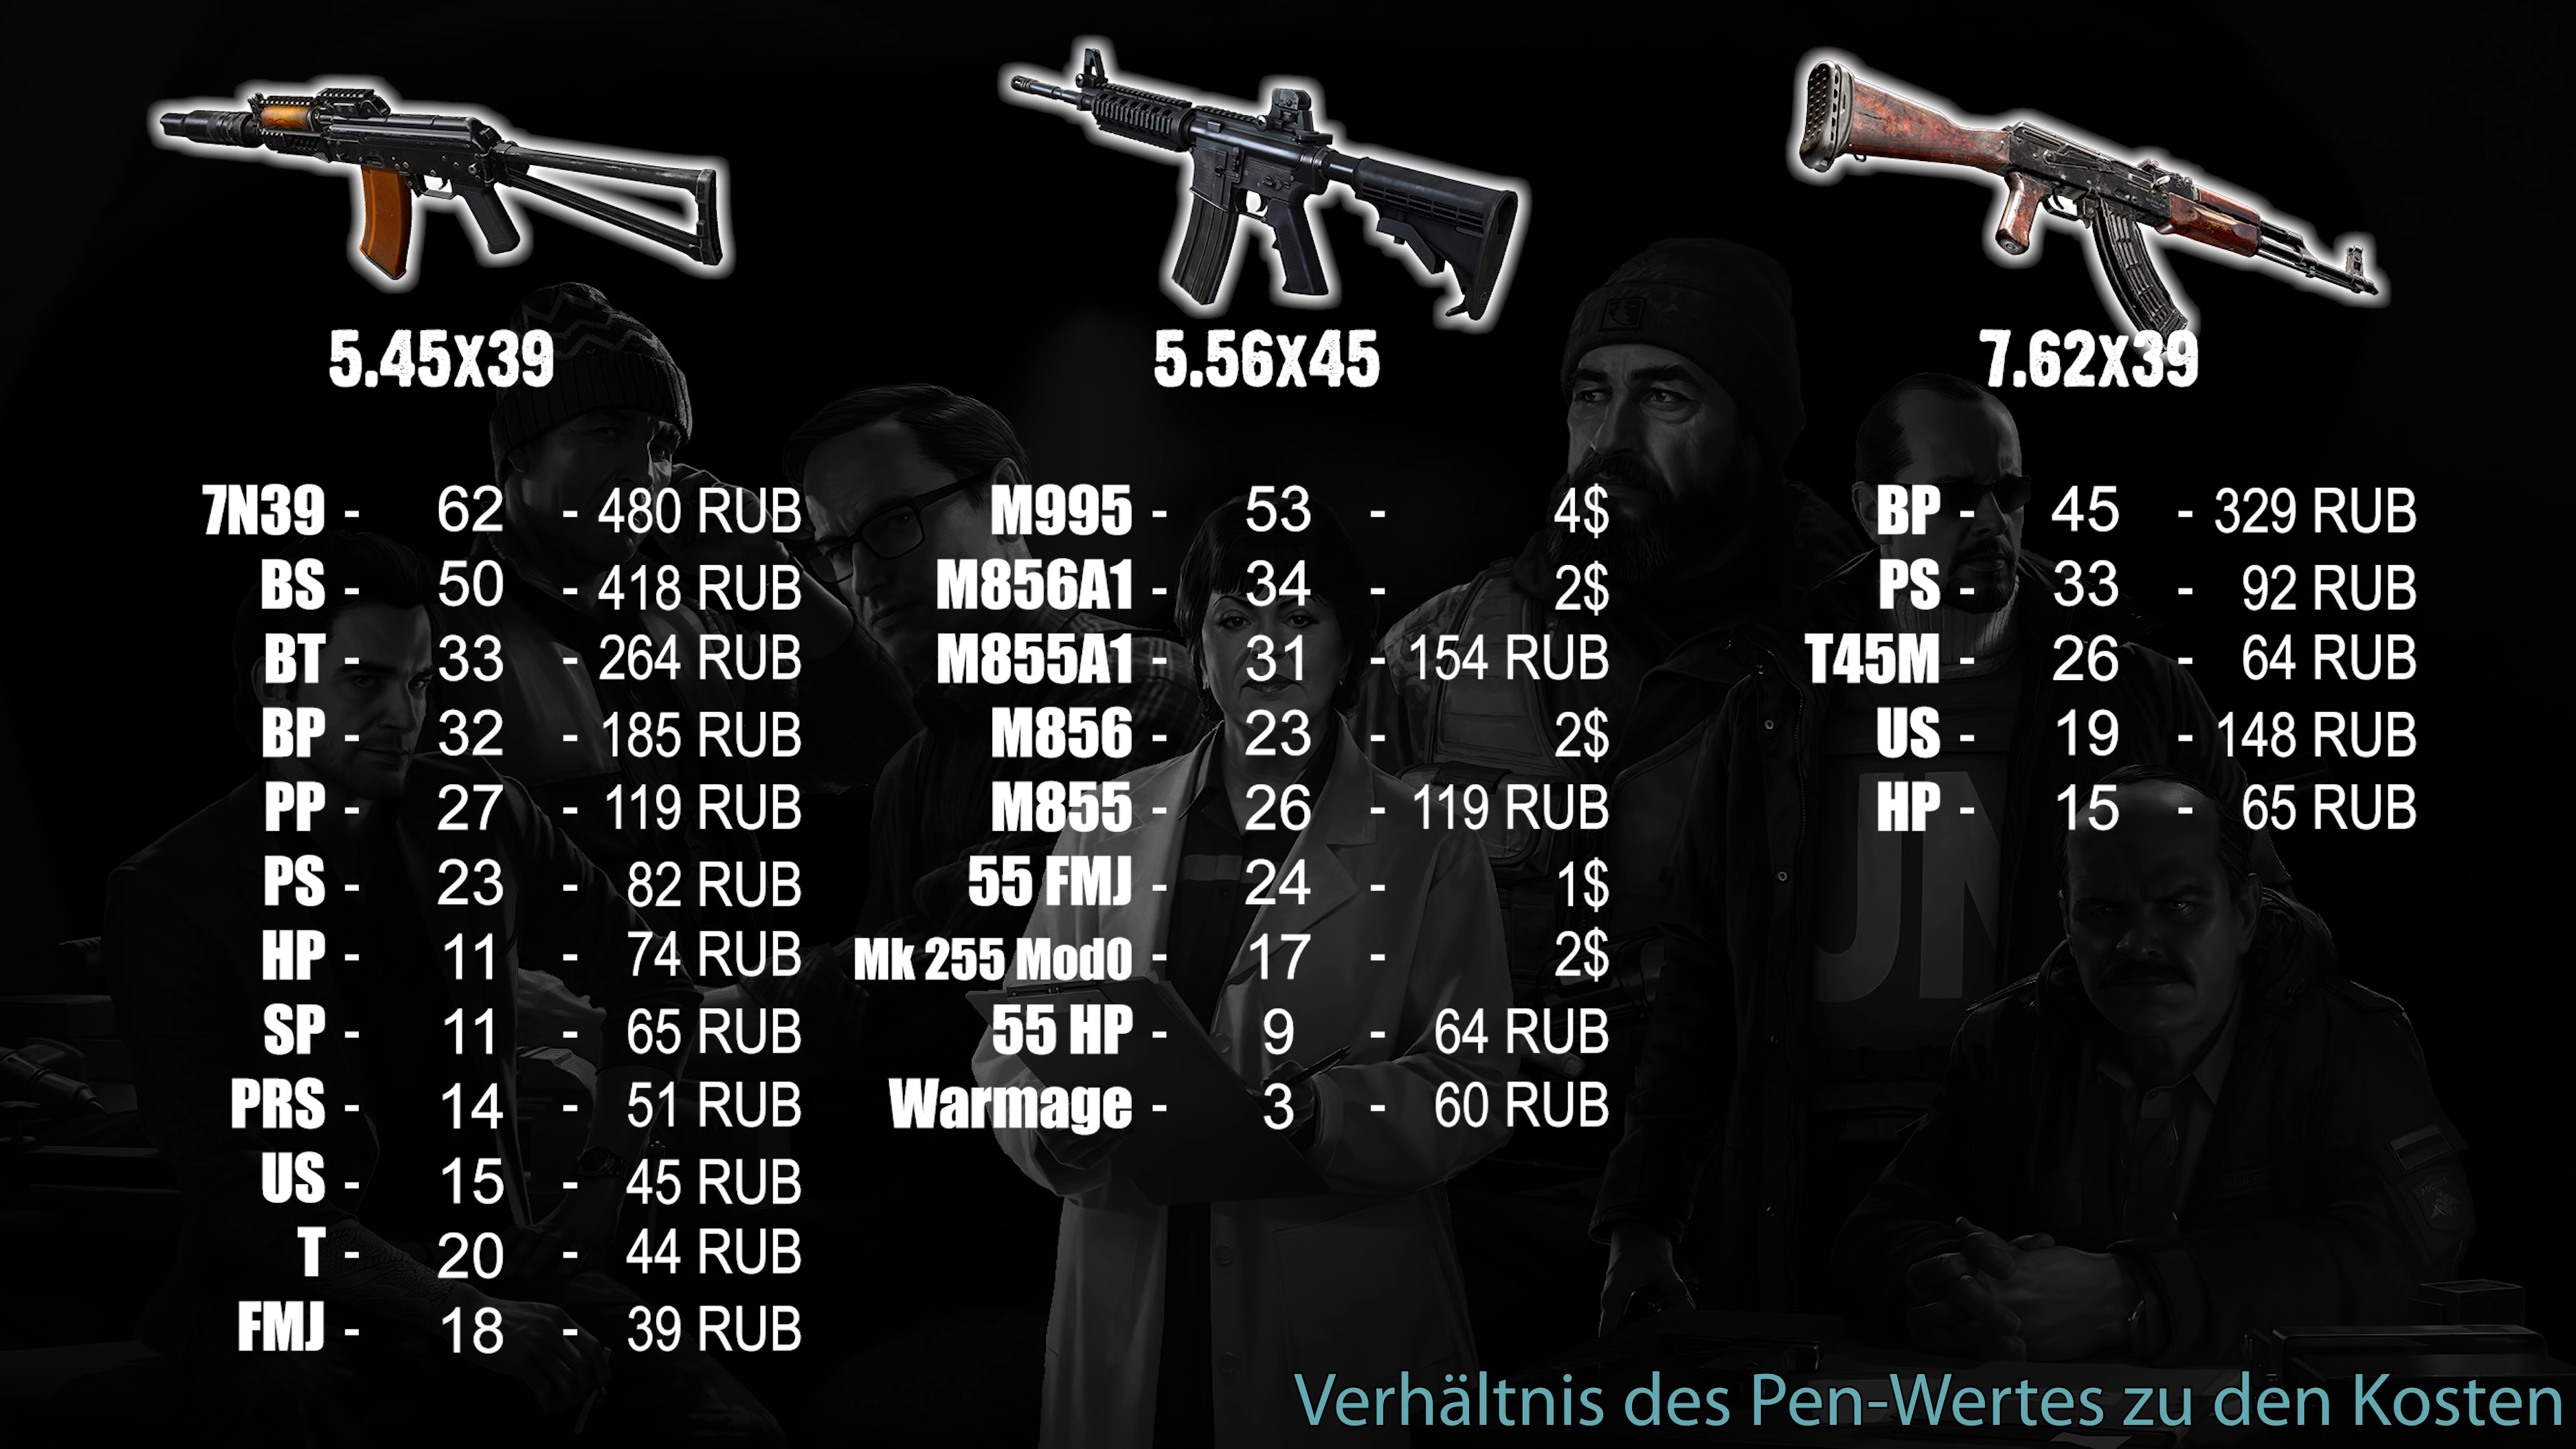 5.45x39
7N39 - 62 - 480 RUB
BS - 50 - 418 RUB
BT - 33 - 264 RUB
BP - 32 - 185 RUB
PP - 27 - 119 RUB
PS - 23 - 82 RUB
HP - 11 - 74 RUB
SP - 11 - 65 RUB
PRS - 14 - 51 RUB
US - 15 - 45 RUB
T - 20 - 44 RUB
FMJ - 18 - 39 RUB
5.56x45
M995 - 53 - 4$
M856A1 - 34 - 2$
M855A1 - 31 - 154 RUB
M856 - 23 - 2$
M855 - 26 - 119 RUB
55 FMJ - 24 - 1$
Mk 255 Mod0 - 17 - 2$
55 HP - 9 - 64 RUB
Warmage - 3 - 60 RUB
7.62x39
BP - 45 - 329 RUB
PS - 33 - 92 RUB
T45M - 26 - 64 RUB
US - 19 - 148 RUB
HP - 15 - 65 RUB
UN
Verhältnis des Pen-Wertes zu den Kosten